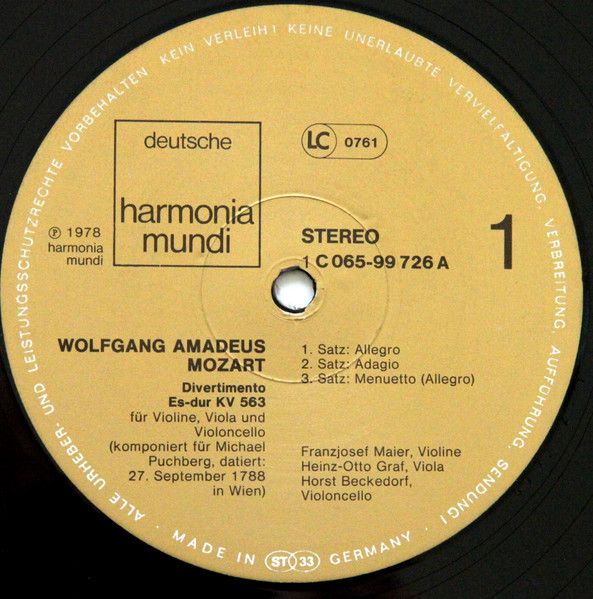 ALLE URHEBER- UND LEISTUNGSSCHUTZRECHTE VORBEHALTEN KEIN VERLEIH! KEINE UNERLAUBTE VERVIELFÄLTIGUNG, VERBREITUNG, AUFFÜHRUNG, SENDUNG!
deutsche
harmonia
mundi
LC 0761
℗ 1978
harmonia
mundi
STEREO
1 C 065-99 726 A
1
WOLFGANG AMADEUS
MOZART
Divertimento
Es-dur KV 563
für Violine, Viola und
Violoncello
(komponiert für Michael
Puchberg, datiert:
27. September 1788
in Wien)
1. Satz: Allegro
2. Satz: Adagio
3. Satz: Menuetto (Allegro)
Franzjosef Maier, Violine
Heinz-Otto Graf, Viola
Horst Beckedorf,
Violoncello
· MADE IN ST 33 GERMANY ·